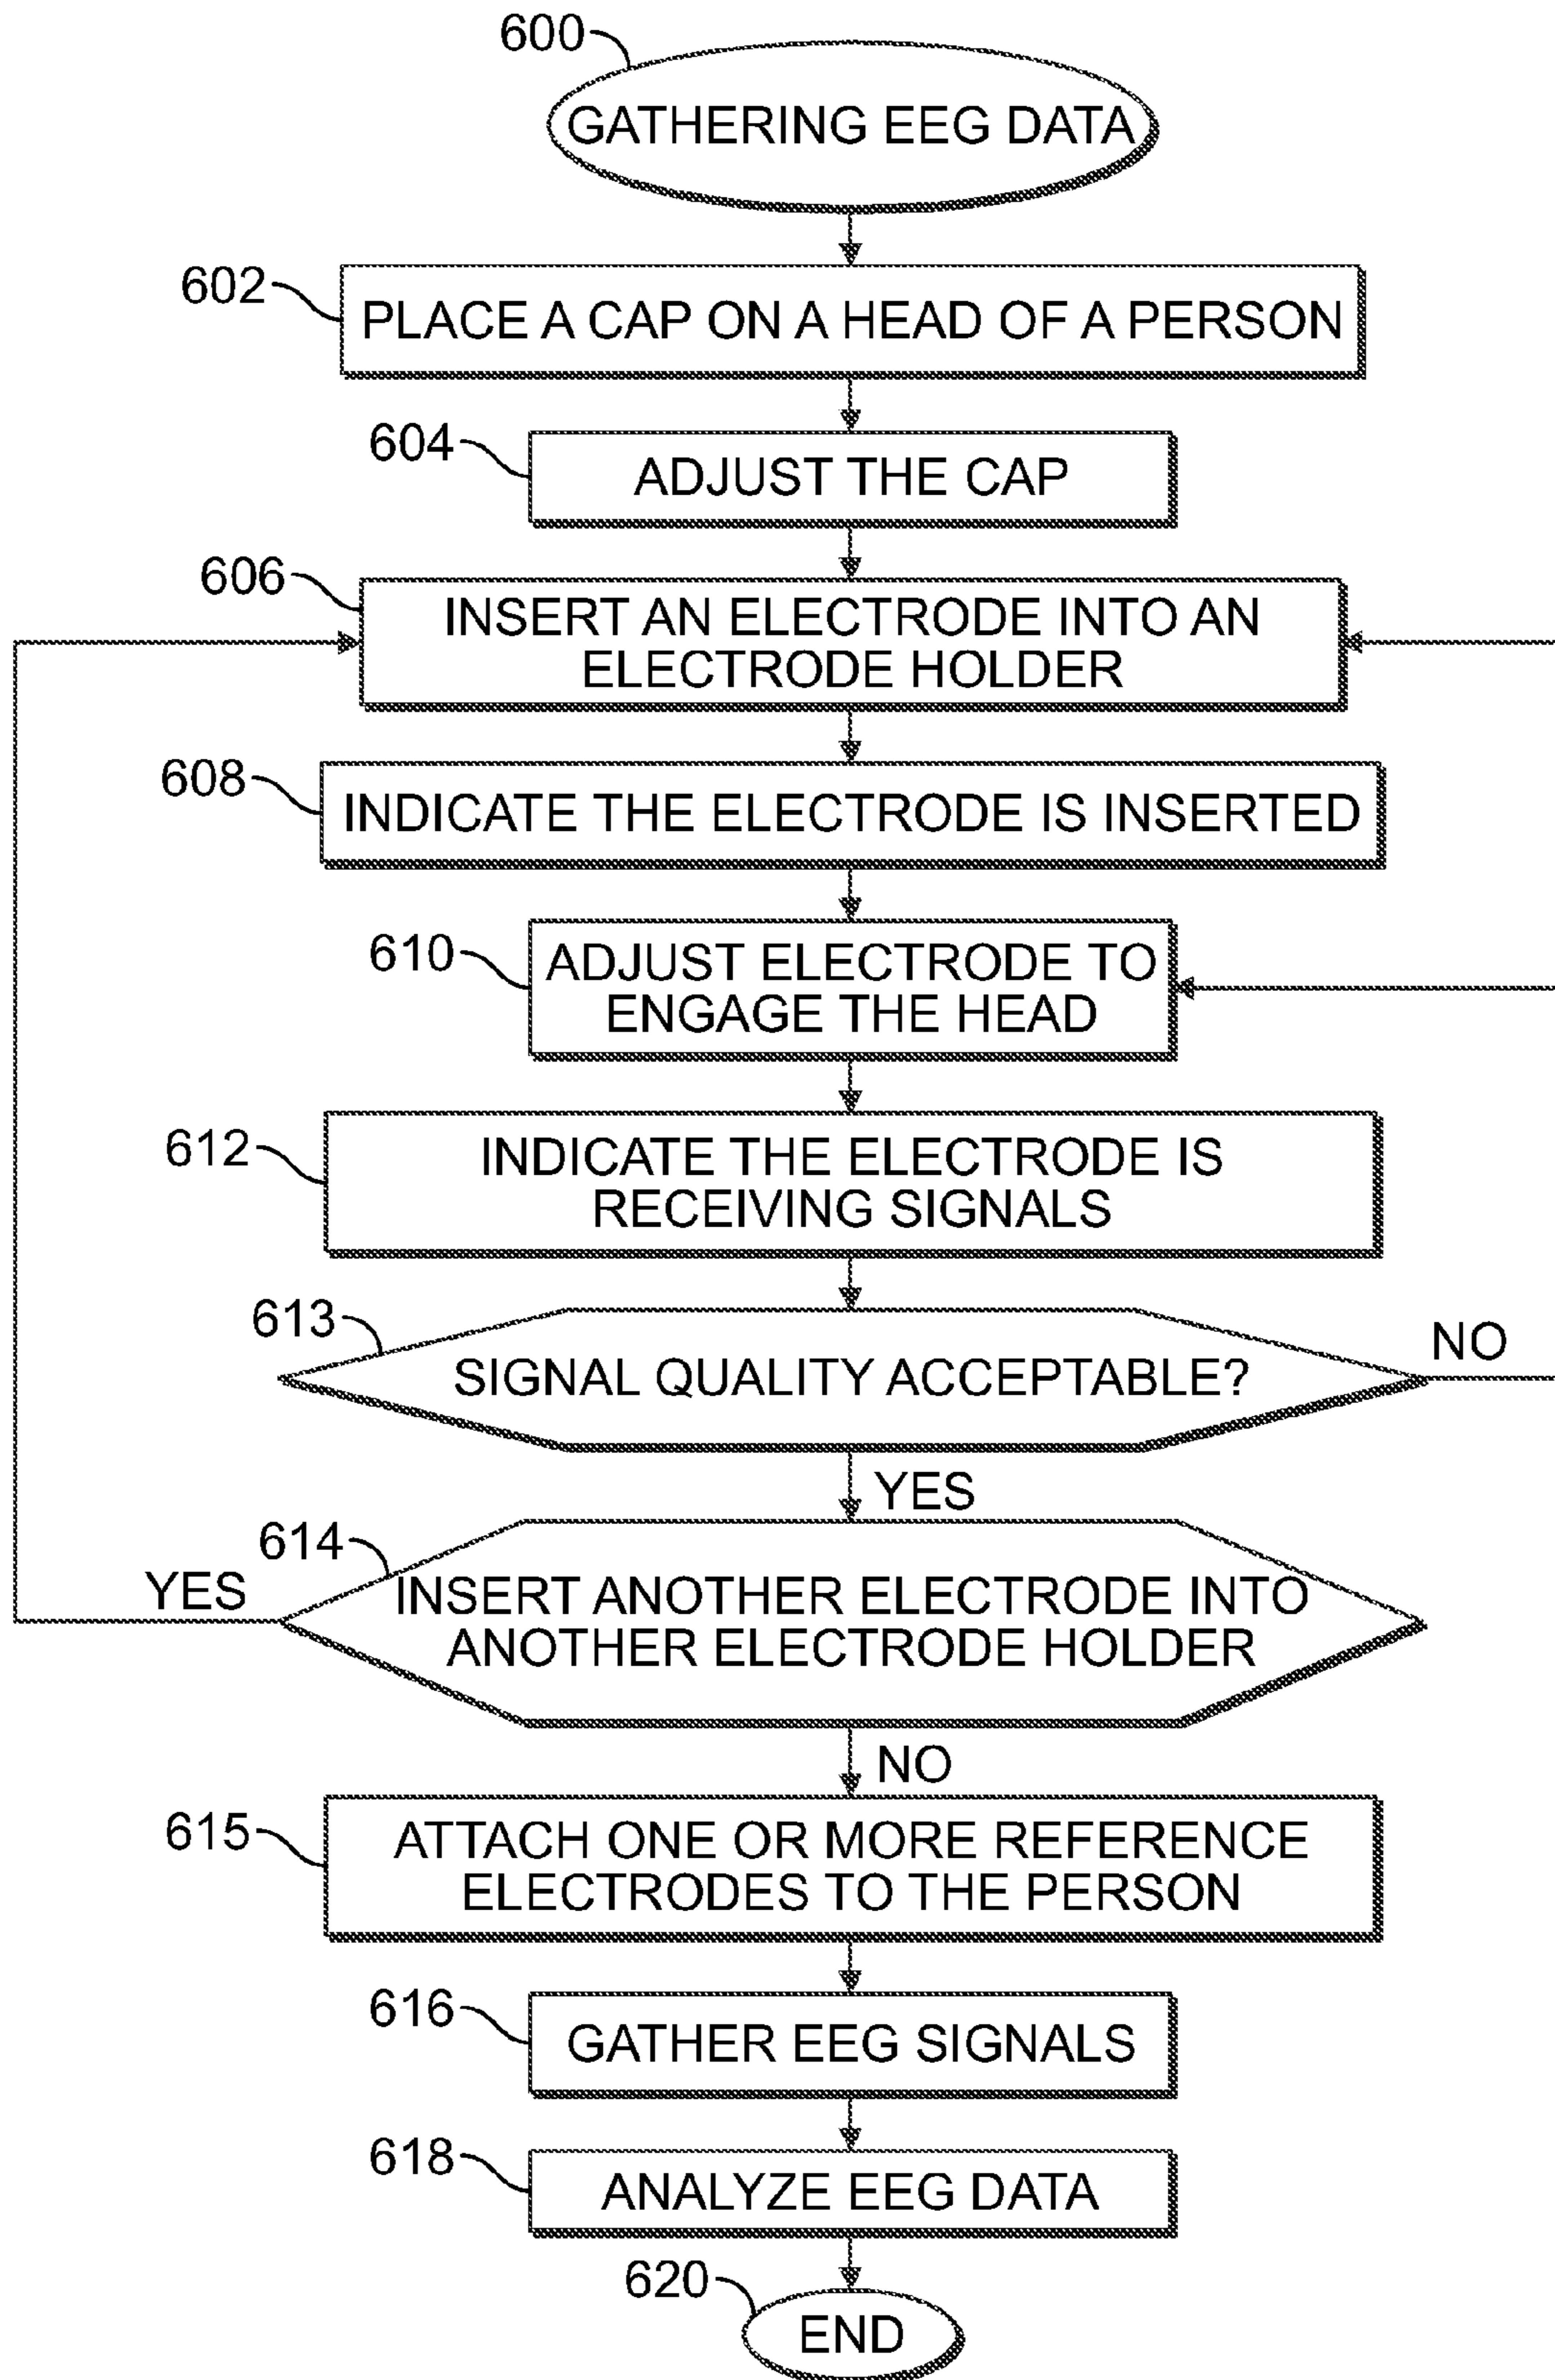 600
GATHERING EEG DATA
602
PLACE A CAP ON A HEAD OF A PERSON
604
ADJUST THE CAP
606
INSERT AN ELECTRODE INTO AN
ELECTRODE HOLDER
608
INDICATE THE ELECTRODE IS INSERTED
610
ADJUST ELECTRODE TO
ENGAGE THE HEAD
612
INDICATE THE ELECTRODE IS
RECEIVING SIGNALS
613
SIGNAL QUALITY ACCEPTABLE?
NO
YES
614
YES
INSERT ANOTHER ELECTRODE INTO
ANOTHER ELECTRODE HOLDER
NO
615
ATTACH ONE OR MORE REFERENCE
ELECTRODES TO THE PERSON
616
GATHER EEG SIGNALS
618
ANALYZE EEG DATA
620
END